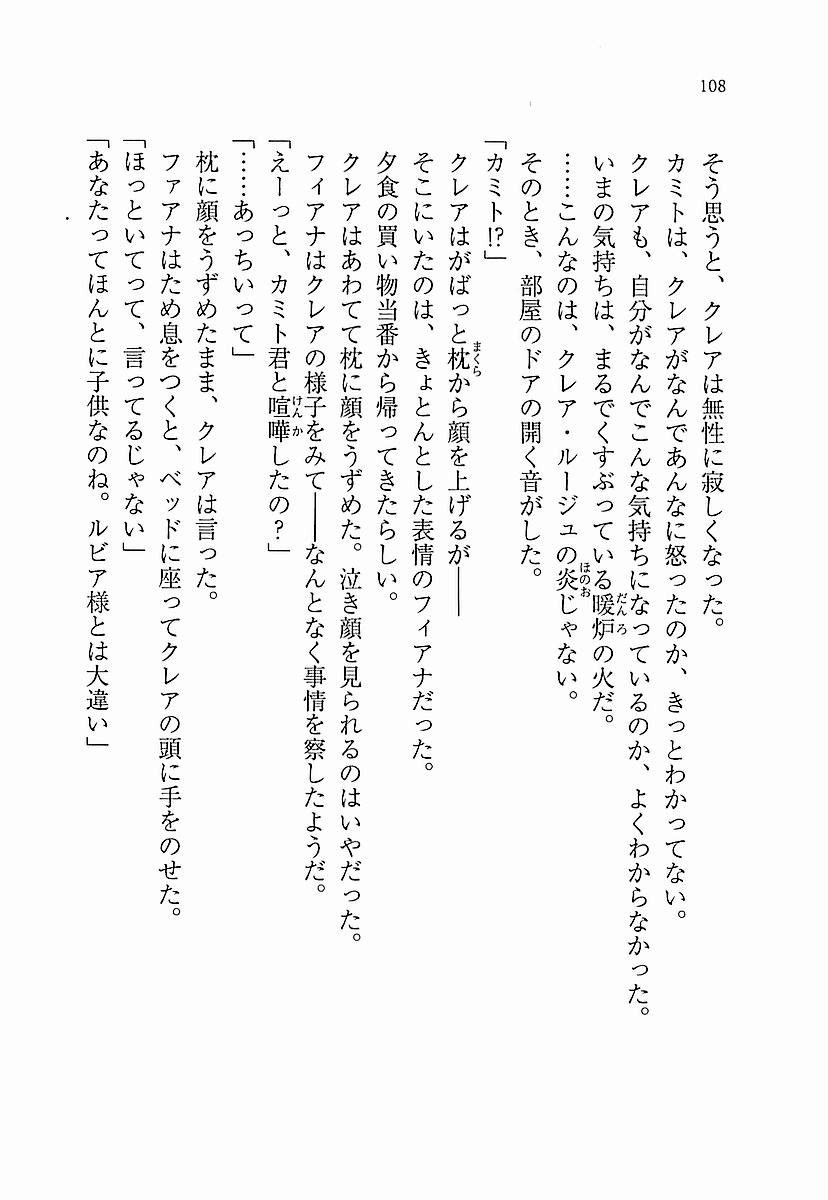 108
そう思うと、クレアは無性に寂しくなった。
カミトは、クレアがなんであんなに怒ったのか、きっとわかってない。
クレアも、自分がなんでこんな気持ちになっているのか、よくわからなかった。
いまの気持ちは、まるでくすぶっている暖炉の火だ。
……こんなのは、クレア・ルージュの炎じゃない。
そのとき、部屋のドアの開く音がした。
「カミト!?」
クレアはがばっと枕から顔を上げるが――
そこにいたのは、きょとんとした表情のフィアナだった。
夕食の買い物当番から帰ってきたらしい。
クレアはあわてて枕に顔をうずめた。泣き顔を見られるのはいやだった。
フィアナはクレアの様子をみて――なんとなく事情を察したようだ。
「えーっと、カミト君と喧嘩したの？」
「……あっちいって」
枕に顔をうずめたまま、クレアは言った。
ファアナはため息をつくと、ベッドに座ってクレアの頭に手をのせた。
「ほっといてって、言ってるじゃない」
「あなたってほんとに子供なのね。ルビア様とは大違い」